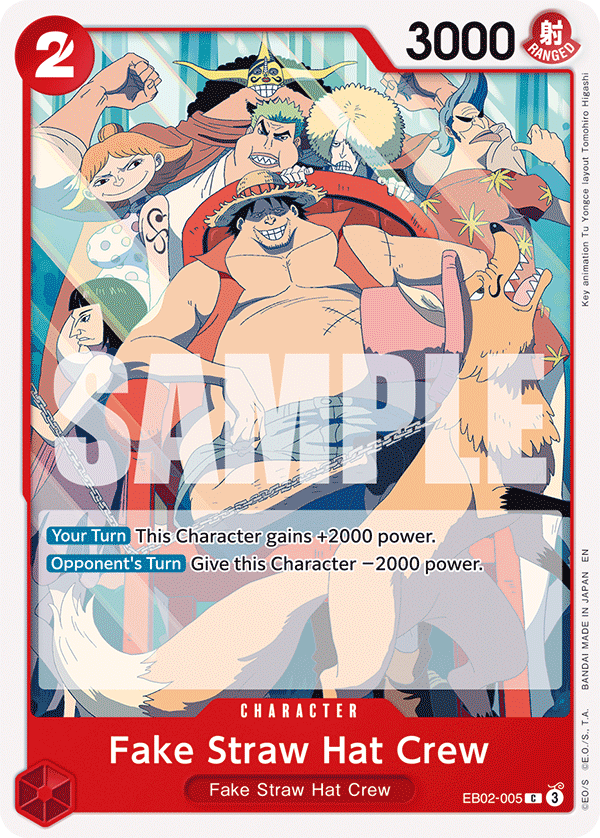 2
3000
射
RANGED
Key animation Tu Yongce layout Tomohiro Higashi
SAMPLE
Your Turn This Character gains +2000 power.
Opponent's Turn Give this Character −2000 power.
CHARACTER
Fake Straw Hat Crew
Fake Straw Hat Crew
EB02-005 C 3
©E.O/S ©E.O./S., T.A. BANDAI MADE IN JAPAN EN